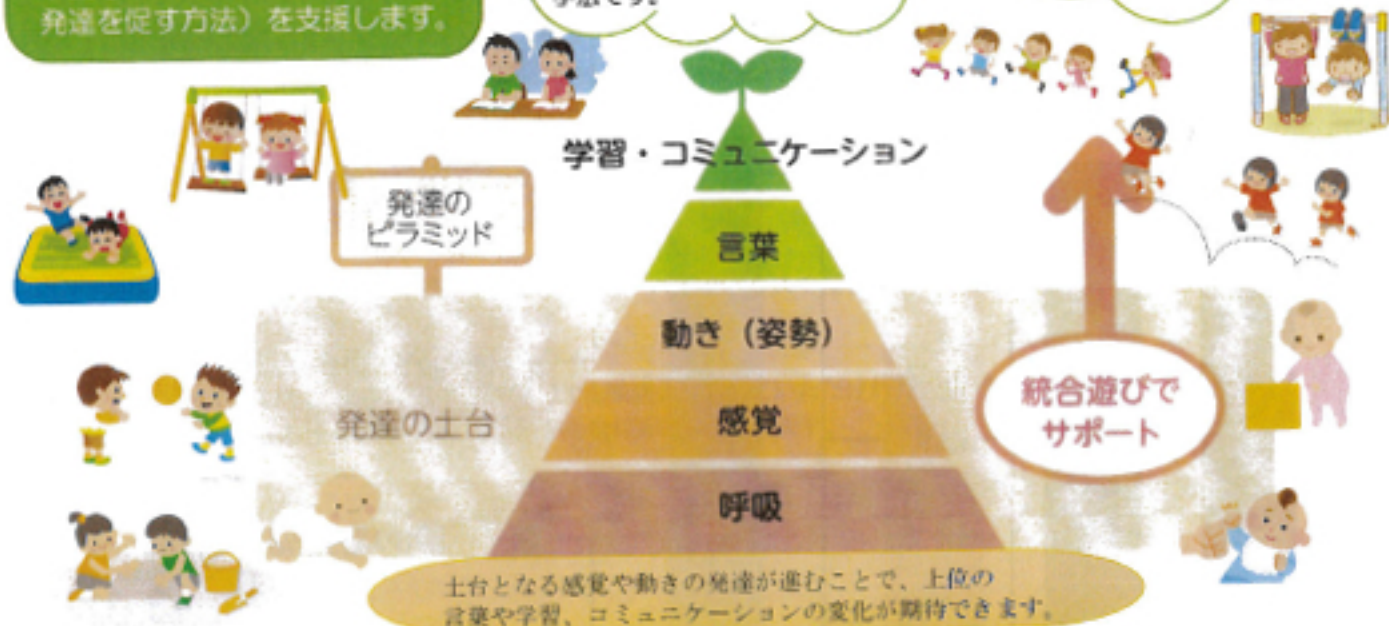 発達を促す方法）を支援します。
手法です。
学習・コミュニケーション
発達の
ピラミッド
言葉
動き（姿勢）
発達の土台
感覚
統合遊びで
サポート
呼吸
土台となる感覚や動きの発達が進むことで、上位の
言葉や学習、コミュニケーションの変化が期待できます。